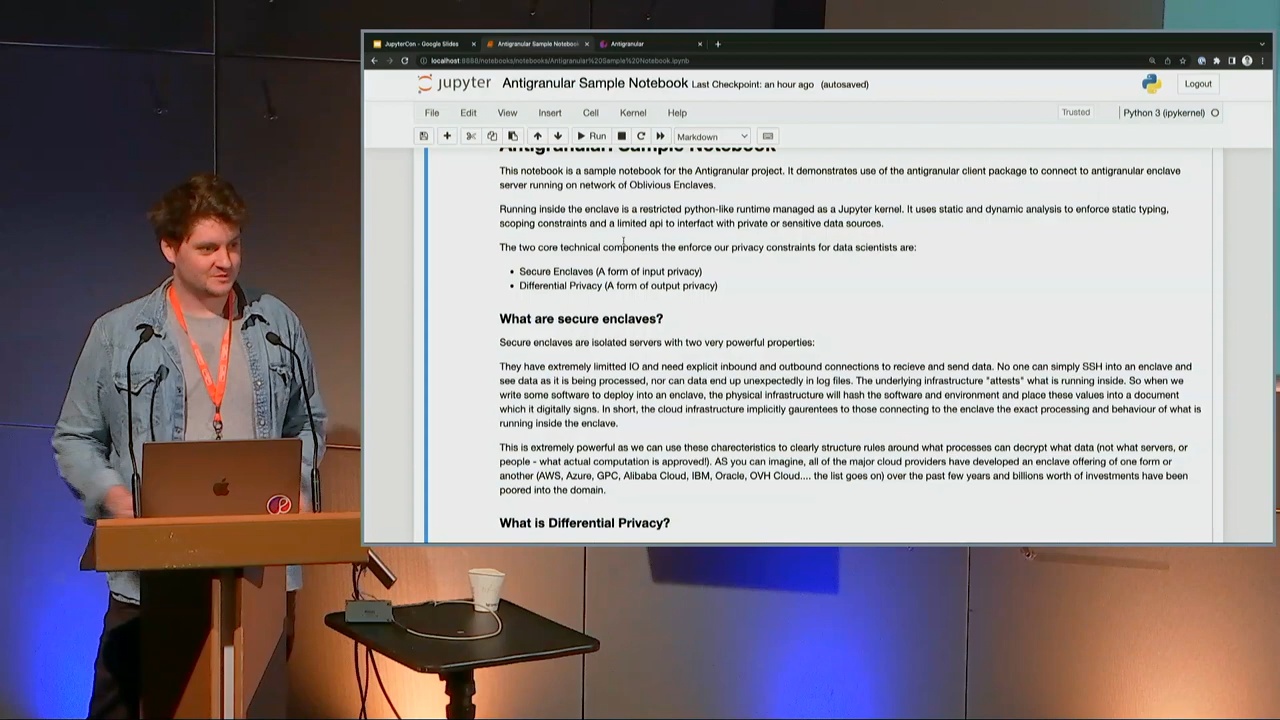 JupyterCon - Google Slides
Antigranular Sample Notebook
Antigranular
localhost:8888/notebooks/notebooks/Antigranular%20Sample%20Notebook.ipynb
jupyter Antigranular Sample Notebook Last Checkpoint: an hour ago (autosaved)
Logout
File Edit View Insert Cell Kernel Help
Trusted
Python 3 (ipykernel)
Run
Markdown
Antigranular: Sample Notebook
This notebook is a sample notebook for the Antigranular project. It demonstrates use of the antigranular client package to connect to antigranular enclave
server running on network of Oblivious Enclaves.
Running inside the enclave is a restricted python-like runtime managed as a Jupyter kernel. It uses static and dynamic analysis to enforce static typing,
scoping constraints and a limited api to interfact with private or sensitive data sources.
The two core technical components the enforce our privacy constraints for data scientists are:
• Secure Enclaves (A form of input privacy)
• Differential Privacy (A form of output privacy)
What are secure enclaves?
Secure enclaves are isolated servers with two very powerful properties:
They have extremely limitted IO and need explicit inbound and outbound connections to recieve and send data. No one can simply SSH into an enclave and
see data as it is being processed, nor can data end up unexpectedly in log files. The underlying infrastructure "attests" what is running inside. So when we
write some software to deploy into an enclave, the physical infrastructure will hash the software and environment and place these values into a document
which it digitally signs. In short, the cloud infrastructure implicitly gaurentees to those connecting to the enclave the exact processing and behaviour of what is
running inside the enclave.
This is extremely powerful as we can use these charecteristics to clearly structure rules around what processes can decrypt what data (not what servers, or
people - what actual computation is approved!). AS you can imagine, all of the major cloud providers have developed an enclave offering of one form or
another (AWS, Azure, GPC, Alibaba Cloud, IBM, Oracle, OVH Cloud.... the list goes on) over the past few years and billions worth of investments have been
poored into the domain.
What is Differential Privacy?